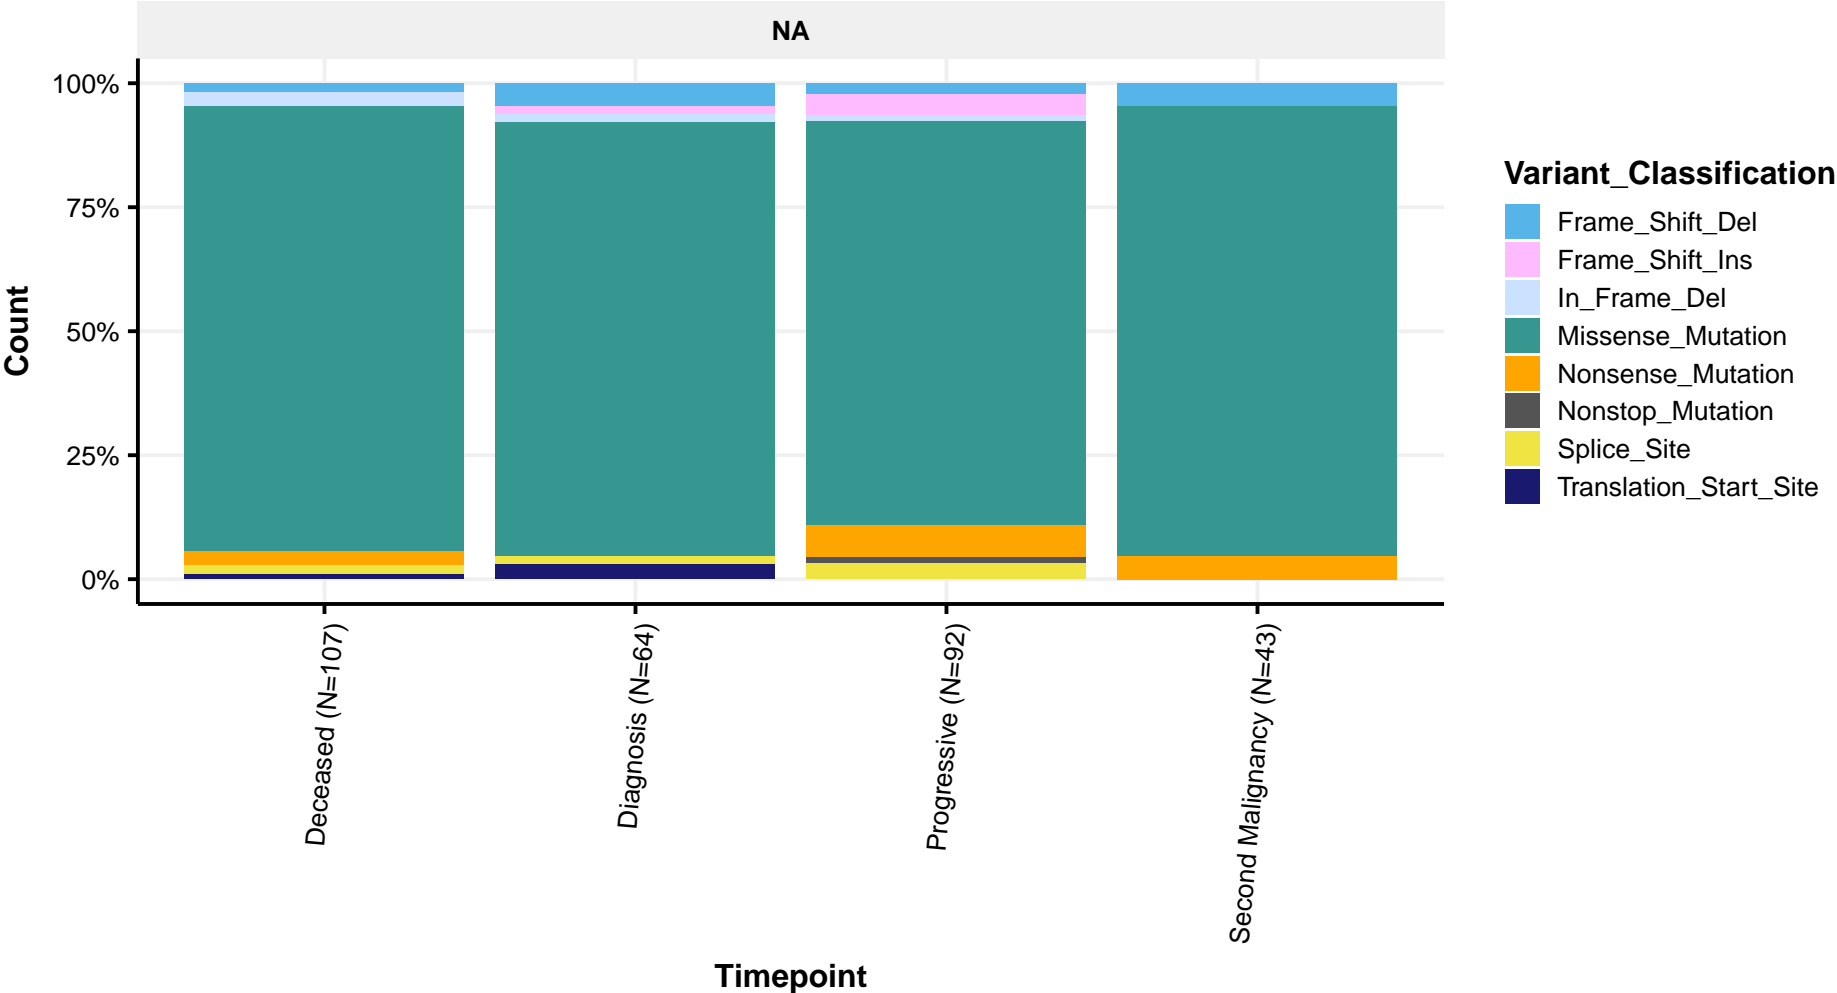 NA
100%
75%
50%
25%
0%
Count
Deceased (N=107)
Diagnosis (N=64)
Progressive (N=92)
Second Malignancy (N=43)
Timepoint
Variant_Classification
Frame_Shift_Del
Frame_Shift_Ins
In_Frame_Del
Missense_Mutation
Nonsense_Mutation
Nonstop_Mutation
Splice_Site
Translation_Start_Site